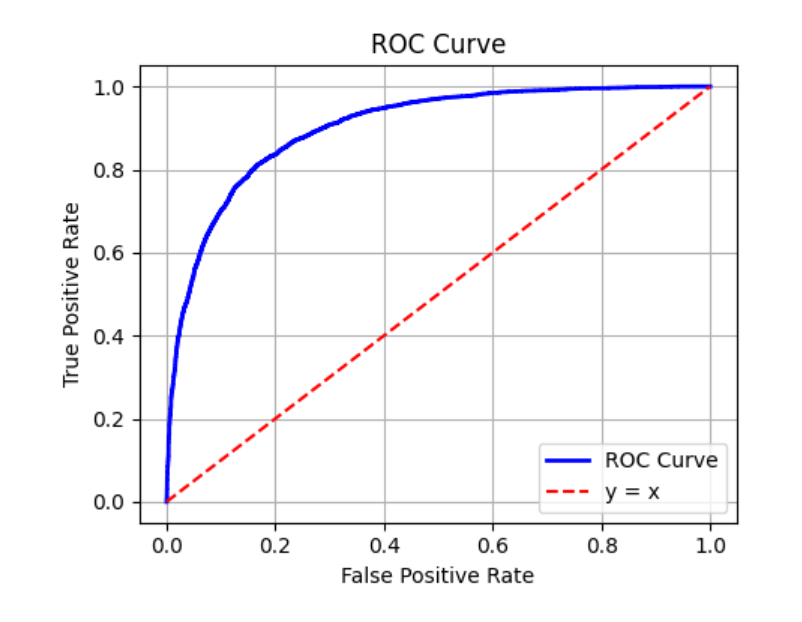 ROC Curve
1.0
0.8
0.6
0.4
0.2
0.0
True Positive Rate
ROC Curve
y = x
0.0 0.2 0.4 0.6 0.8 1.0
False Positive Rate